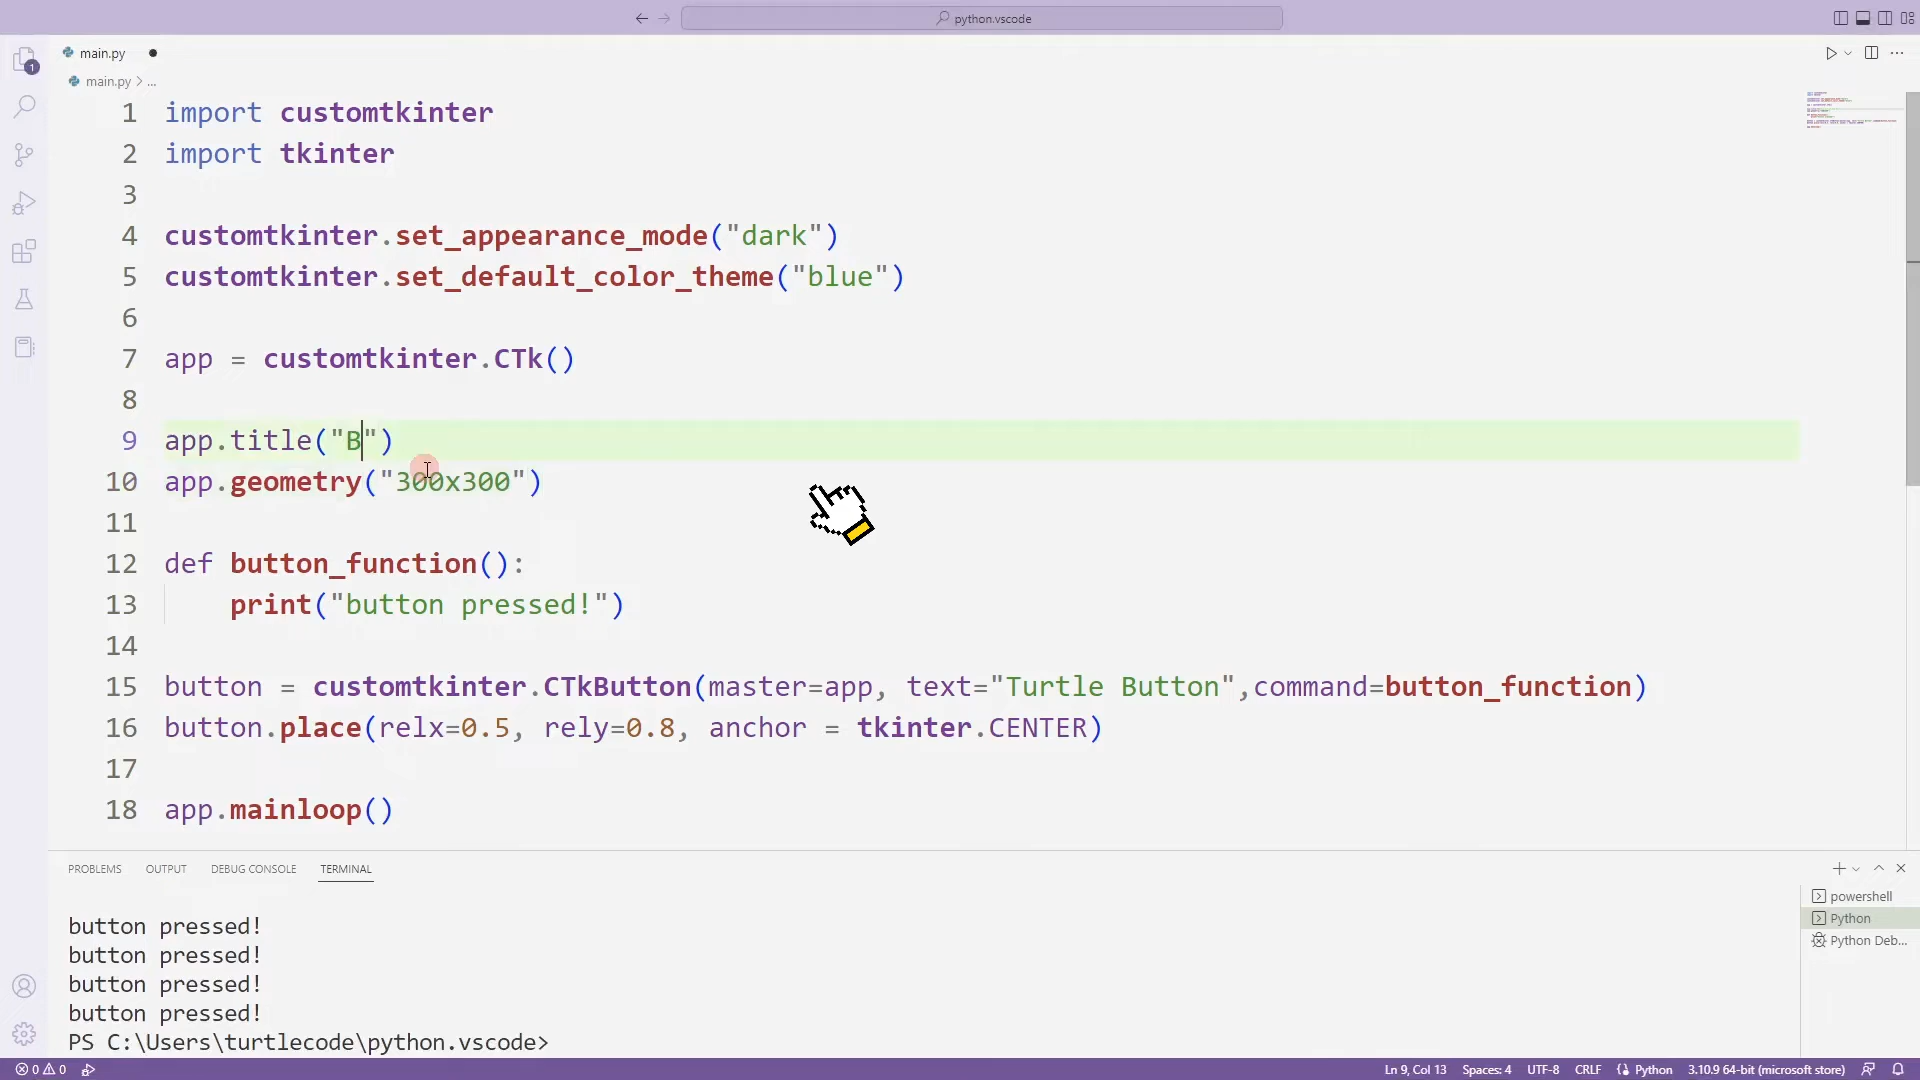 python.vscode
main.py
main.py > ...
1 import customtkinter
2 import tkinter
3
4 customtkinter.set_appearance_mode("dark")
5 customtkinter.set_default_color_theme("blue")
6
7 app = customtkinter.CTk()
8
9 app.title("B")
10 app.geometry("300x300")
11
12 def button_function():
13     print("button pressed!")
14
15 button = customtkinter.CTkButton(master=app, text="Turtle Button",command=button_function)
16 button.place(relx=0.5, rely=0.8, anchor = tkinter.CENTER)
17
18 app.mainloop()
PROBLEMS OUTPUT DEBUG CONSOLE TERMINAL
powershell
Python
Python Deb...
button pressed!
button pressed!
button pressed!
button pressed!
PS C:\Users\turtlecode\python.vscode>
1
0 0 Ln 9, Col 13 Spaces: 4 UTF-8 CRLF Python 3.10.9 64-bit (microsoft store)